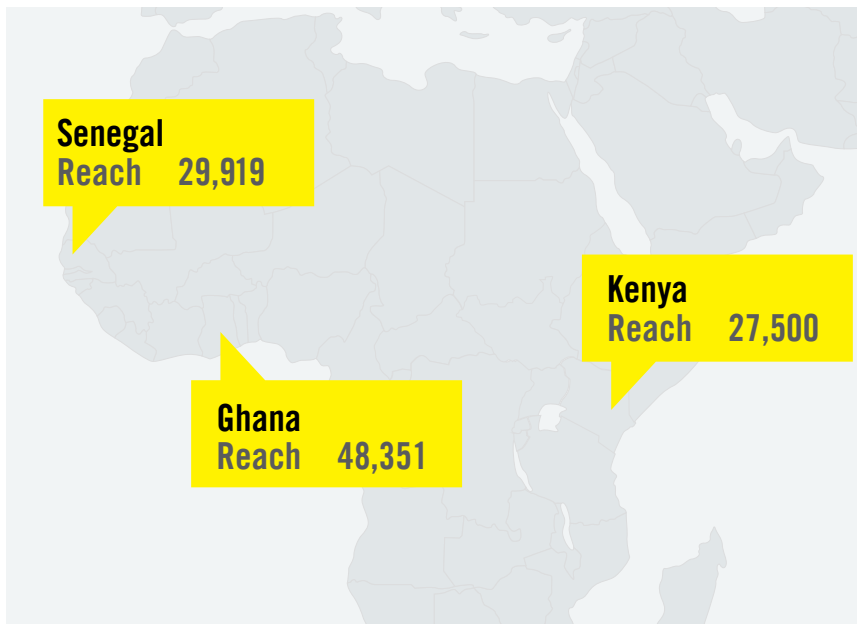 Senegal
Reach 29,919
Kenya
Reach 27,500
Ghana
Reach 48,351